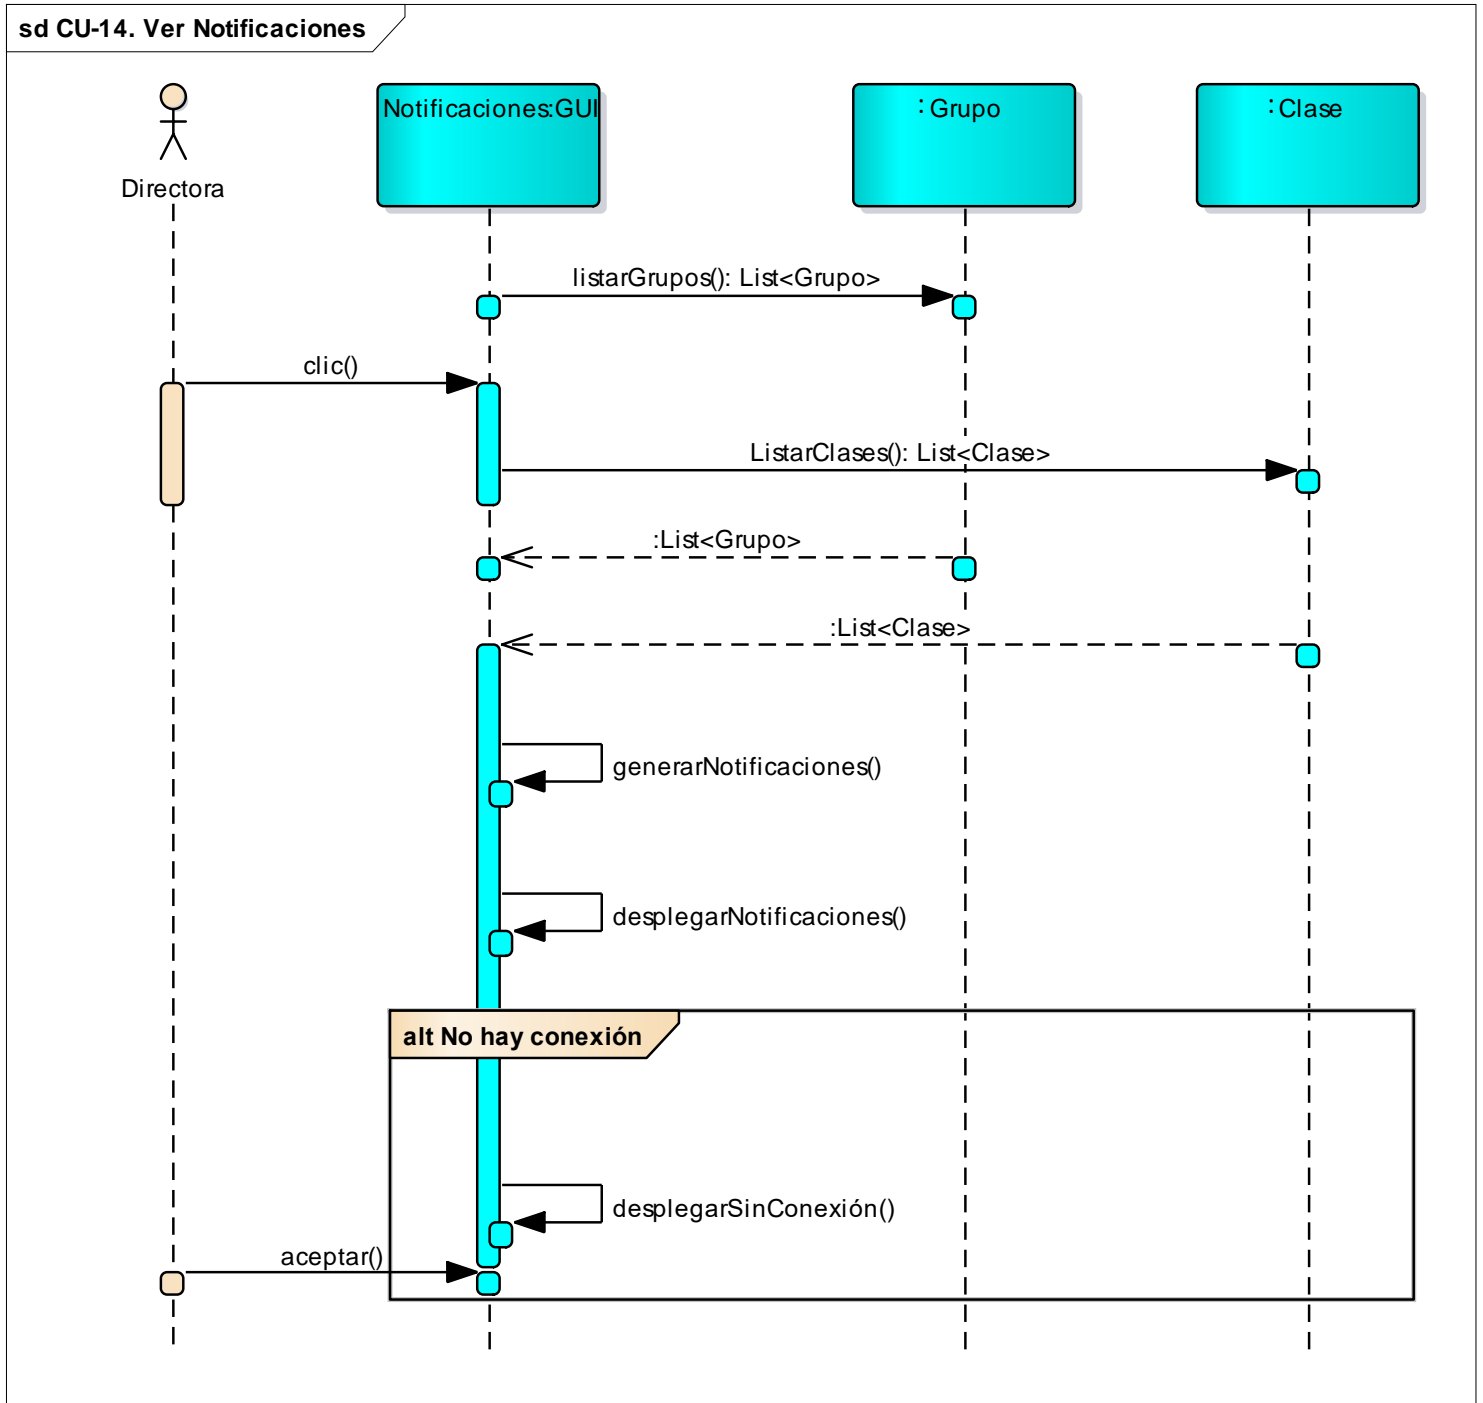 sd CU-14. Ver Notificaciones
Directora
Notificaciones:GUI
: Grupo
: Clase
listarGrupos(): List<Grupo>
clic()
ListarClases(): List<Clase>
:List<Grupo>
:List<Clase>
generarNotificaciones()
desplegarNotificaciones()
alt No hay conexión
desplegarSinConexión()
aceptar()